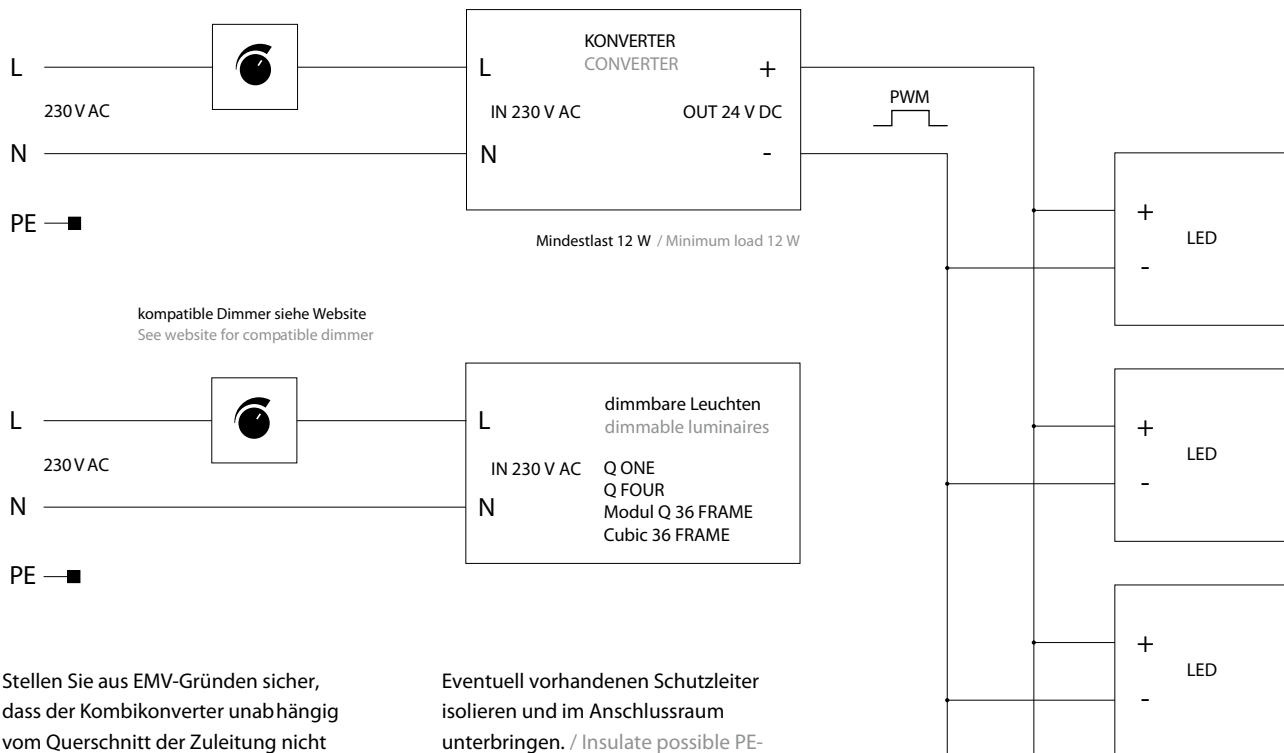 KONVERTER
CONVERTER
L
L
+
230 V AC
IN 230 V AC
OUT 24 V DC
PWM
N
N
-
PE
Mindestlast 12 W / Minimum load 12 W
+
LED
-
kompatible Dimmer siehe Website
See website for compatible dimmer
L
L
dimmbare Leuchten
dimmable luminaires
230 V AC
IN 230 V AC
Q ONE
Q FOUR
Modul Q 36 FRAME
Cubic 36 FRAME
N
N
PE
+
LED
-
+
LED
-
Stellen Sie aus EMV-Gründen sicher,
dass der Kombikonverter unabhängig
vom Querschnitt der Zuleitung nicht
Eventuell vorhandenen Schutzleiter
isolieren und im Anschlussraum
unterbringen. / Insulate possible PE-